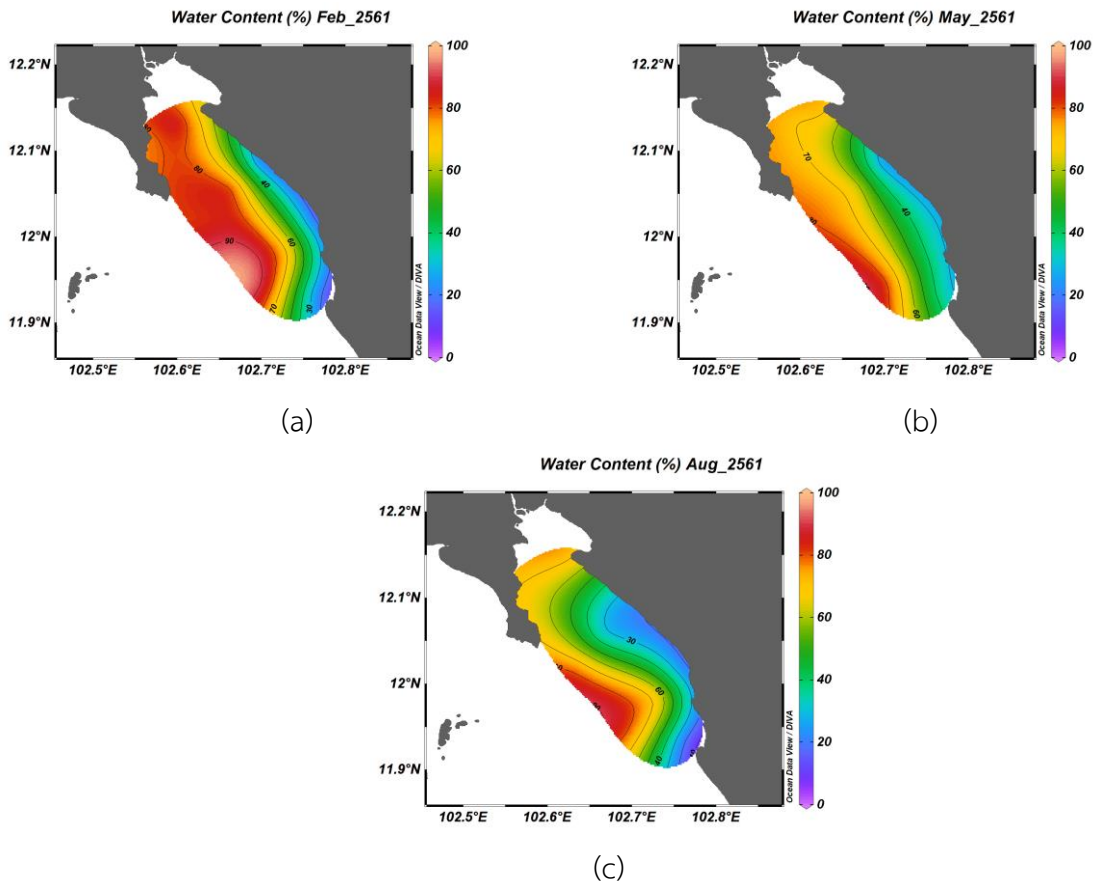 Water Content (%) Feb_2561
12.2°N
12.1°N
12°N
11.9°N
102.5°E 102.6°E 102.7°E 102.8°E
80
40
90
60
70
30
100
80
60
40
20
0
Ocean Data View / DIVA
(a)
Water Content (%) May_2561
12.2°N
12.1°N
12°N
11.9°N
102.5°E 102.6°E 102.7°E 102.8°E
70
40
60
100
80
60
40
20
0
Ocean Data View / DIVA
(b)
Water Content (%) Aug_2561
12.2°N
12.1°N
12°N
11.9°N
102.5°E 102.6°E 102.7°E 102.8°E
30
60
40
100
80
60
40
20
0
Ocean Data View / DIVA
(c)